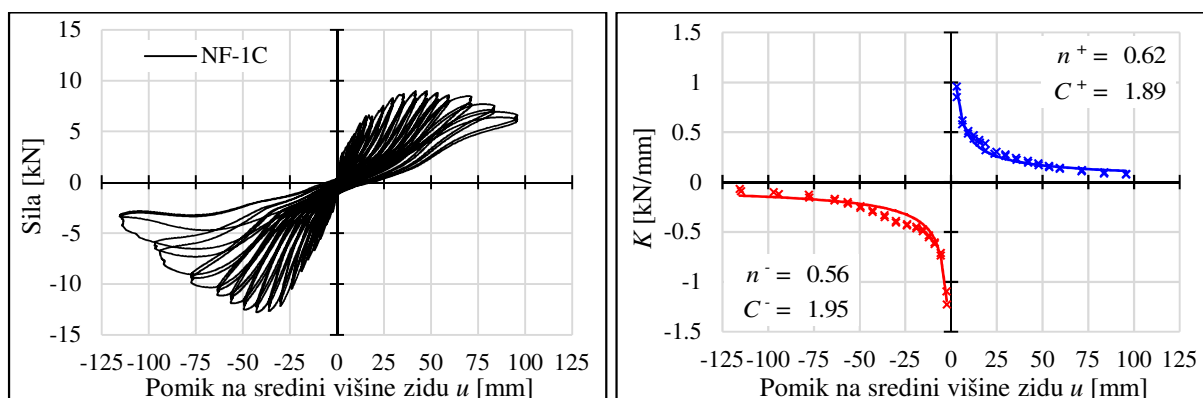 15
10
5
0
-5
-10
-15
Sila [kN]
NF-1C
-125 -100 -75 -50 -25 0 25 50 75 100 125
Pomik na sredini višine zidu u [mm]
1.5
1
0.5
0
-0.5
-1
-1.5
K [kN/mm]
n + = 0.62
C + = 1.89
n - = 0.56
C - = 1.95
-125 -100 -75 -50 -25 0 25 50 75 100 125
Pomik na sredini višine zidu u [mm]